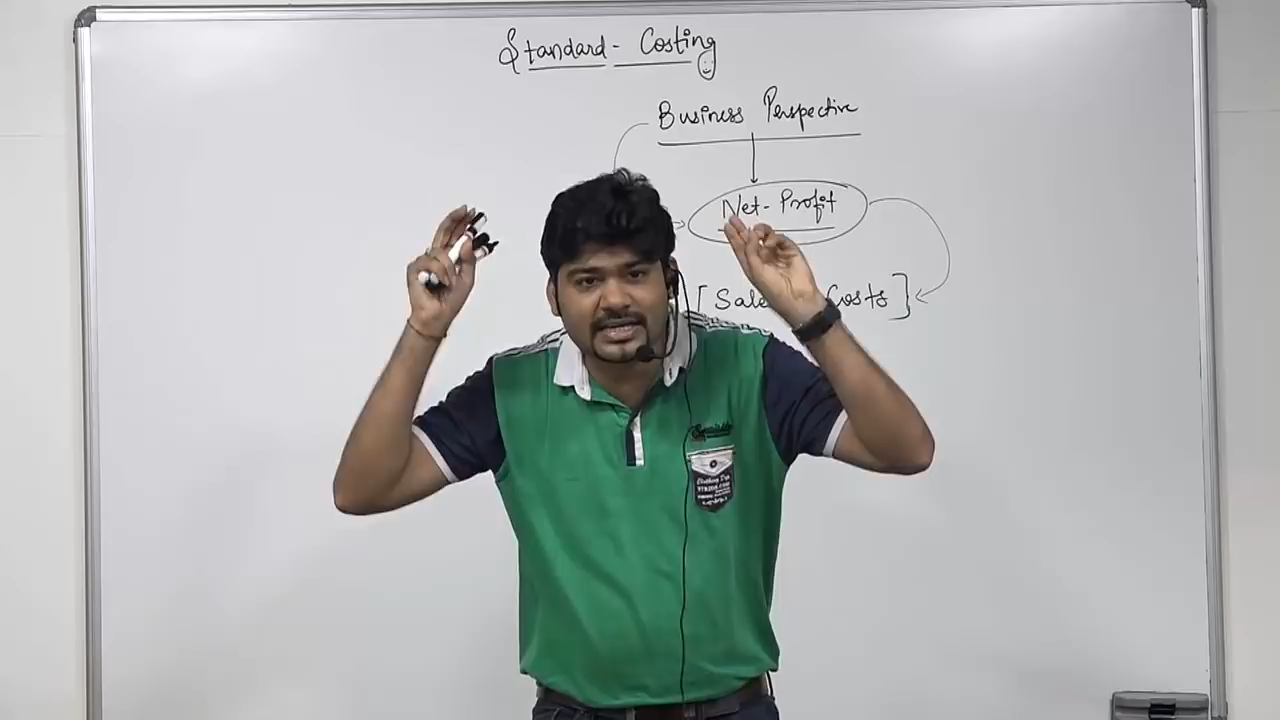 Standard - Costing
Business Perspective
Net - Profit
[ Sale Costs ]